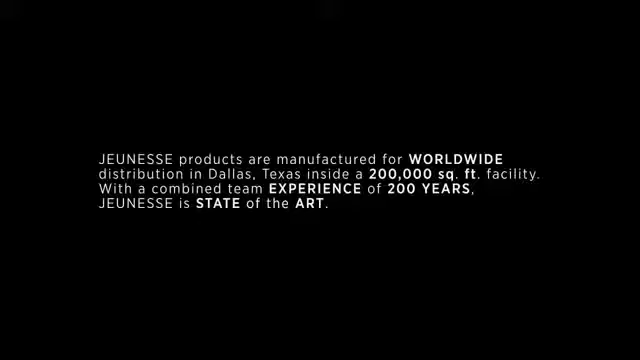 JEUNESSE products are manufactured for WORLDWIDE
distribution in Dallas, Texas inside a 200,000 sq. ft. facility.
With a combined team EXPERIENCE of 200 YEARS,
JEUNESSE is STATE of the ART.